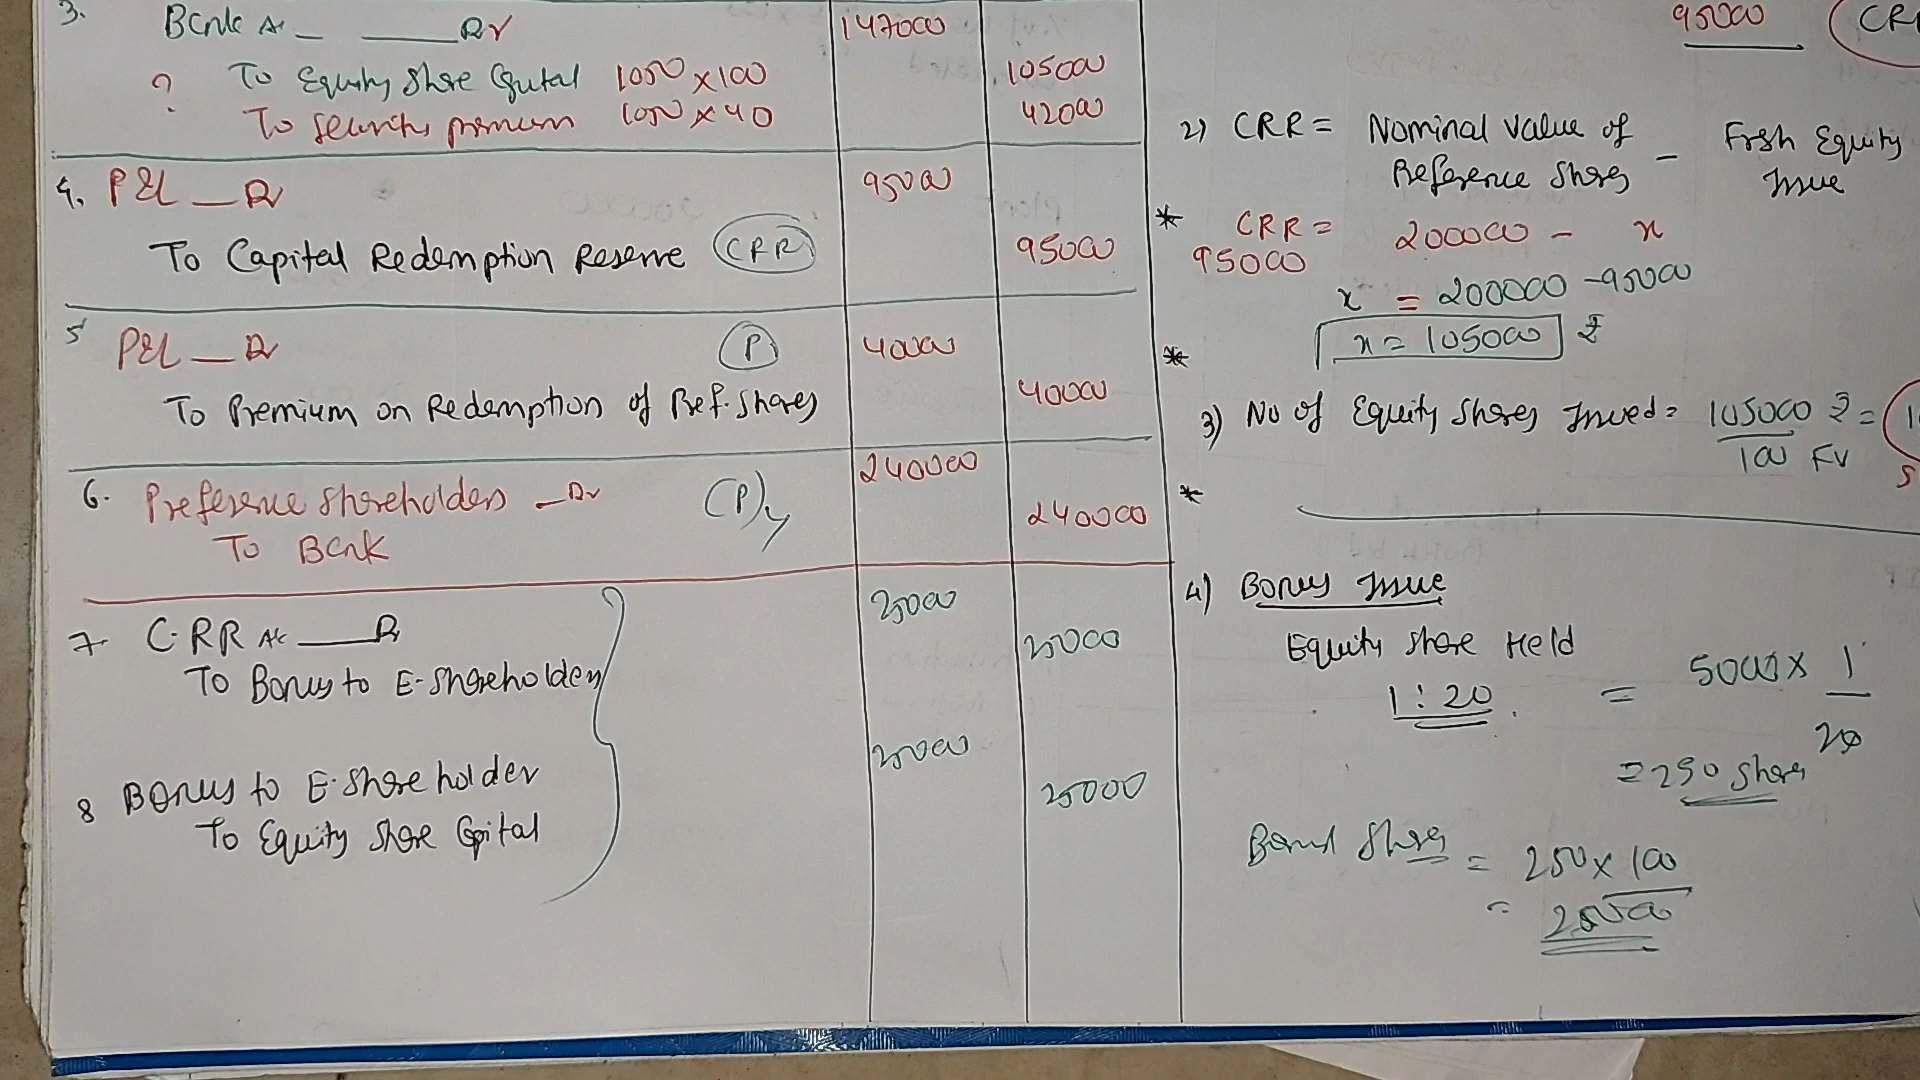 3. Bank A/c _ ____Dr 147000
? To Equity Share Capital 1050 x 100 105000
To Security premium 1050 x 40 42000
4. P&L _ Dr 95000
To Capital Redemption Reserve (CRR) 95000
5 P&L _ Dr (P) 40000
To Premium on Redemption of Pref. Shares 40000
6. Preference Shareholders _ Dr 240000
To Bank 240000
7. C.RR A/c ____ Dr 25000
To Bonus to E-Shareholders 25000
8 Bonus to E-Shareholder 25000
To Equity Share Capital 25000
95000
2) CRR = Nominal Value of - Fresh Equity
Preference Shares Issue
* CRR = 200000 - x
95000
x = 200000 - 95000
x = 105000 ₹
*
3) No of Equity Shares Issued = 105000 ₹ =
100 FV
*
4) Bonus Issue
Equity Share Held
1 : 20 = 5000 x 1
20
= 250 Shares
Bonus Shares = 250 x 100
= 25000